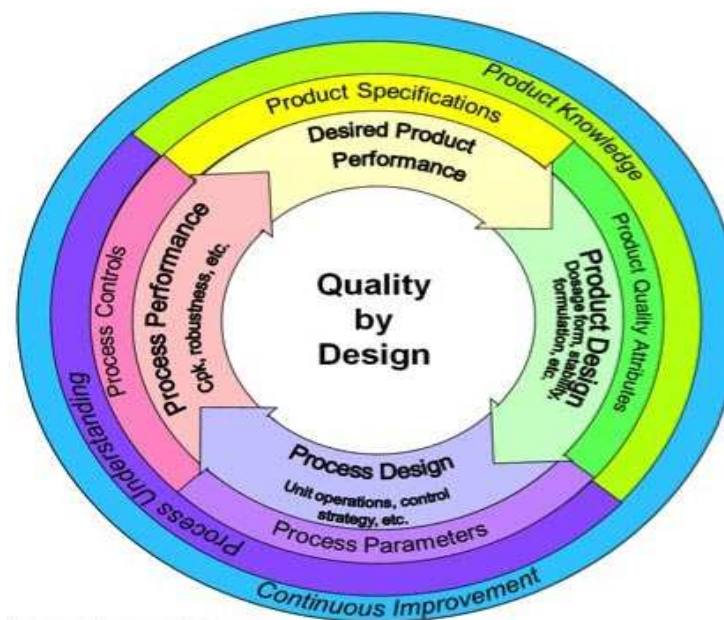 Product Knowledge
Product Specifications
Desired Product
Performance
Product Quality Attributes
Product Design
Dosage form, stability,
formulation, etc.
Quality
by
Design
Process Controls
Process Performance
Cpk, robustness, etc.
Process Design
Unit operations, control
strategy, etc.
Process Parameters
Process Understanding
Continuous Improvement